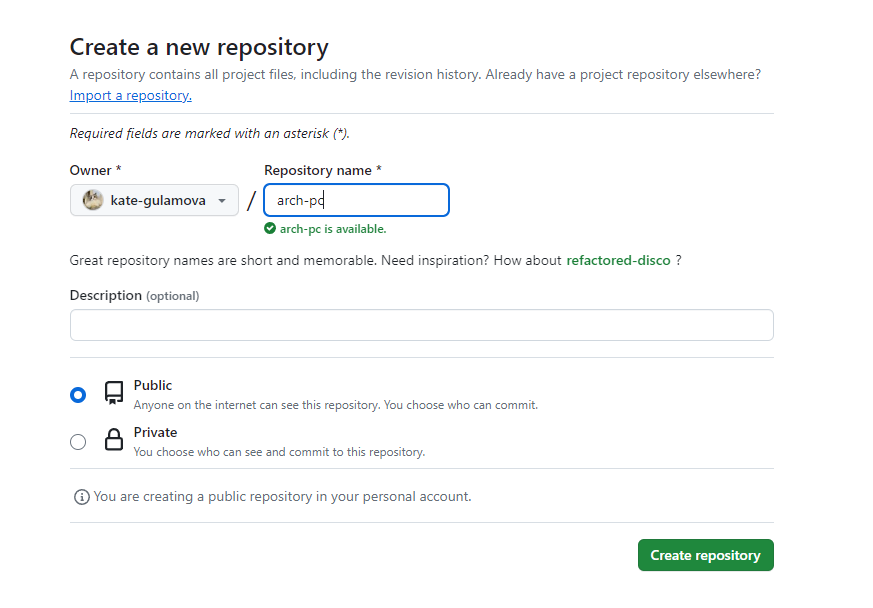 Create a new repository
A repository contains all project files, including the revision history. Already have a project repository elsewhere?
Import a repository.
Required fields are marked with an asterisk (*).
Owner *
Repository name *
kate-gulamova
/
arch-pc
arch-pc is available.
Great repository names are short and memorable. Need inspiration? How about refactored-disco ?
Description (optional)
Public
Anyone on the internet can see this repository. You choose who can commit.
Private
You choose who can see and commit to this repository.
You are creating a public repository in your personal account.
Create repository